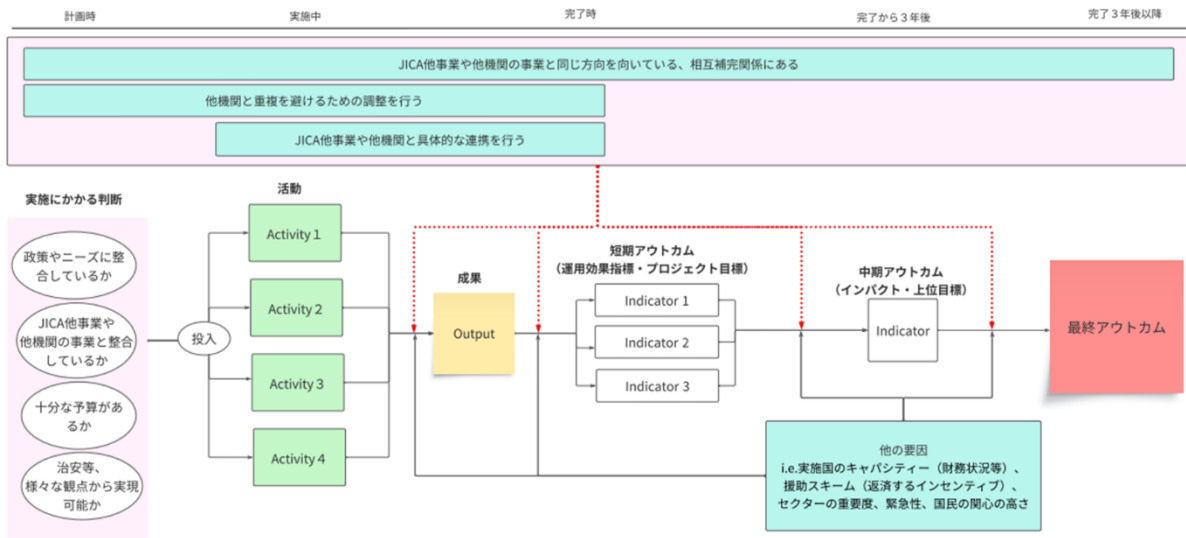 計画時
実施中
完了時
完了から3年後
完了3年後以降
JICA他事業や他機関の事業と同じ方向を向いている、相互補完関係にある
他機関と重複を避けるための調整を行う
JICA他事業や他機関と具体的な連携を行う
実施にかかる判断
政策やニーズに整
合しているか
JICA他事業や
他機関の事業と整合
しているか
十分な予算があ
るか
治安等、
様々な観点から実現
可能か
投入
活動
Activity 1
Activity 2
Activity 3
Activity 4
成果
Output
短期アウトカム
（運用効果指標・プロジェクト目標）
Indicator 1
Indicator 2
Indicator 3
中期アウトカム
（インパクト・上位目標）
Indicator
最終アウトカム
他の要因
i.e.実施国のキャパシティー（財務状況等）、
援助スキーム（返済するインセンティブ）、
セクターの重要度、緊急性、国民の関心の高さ